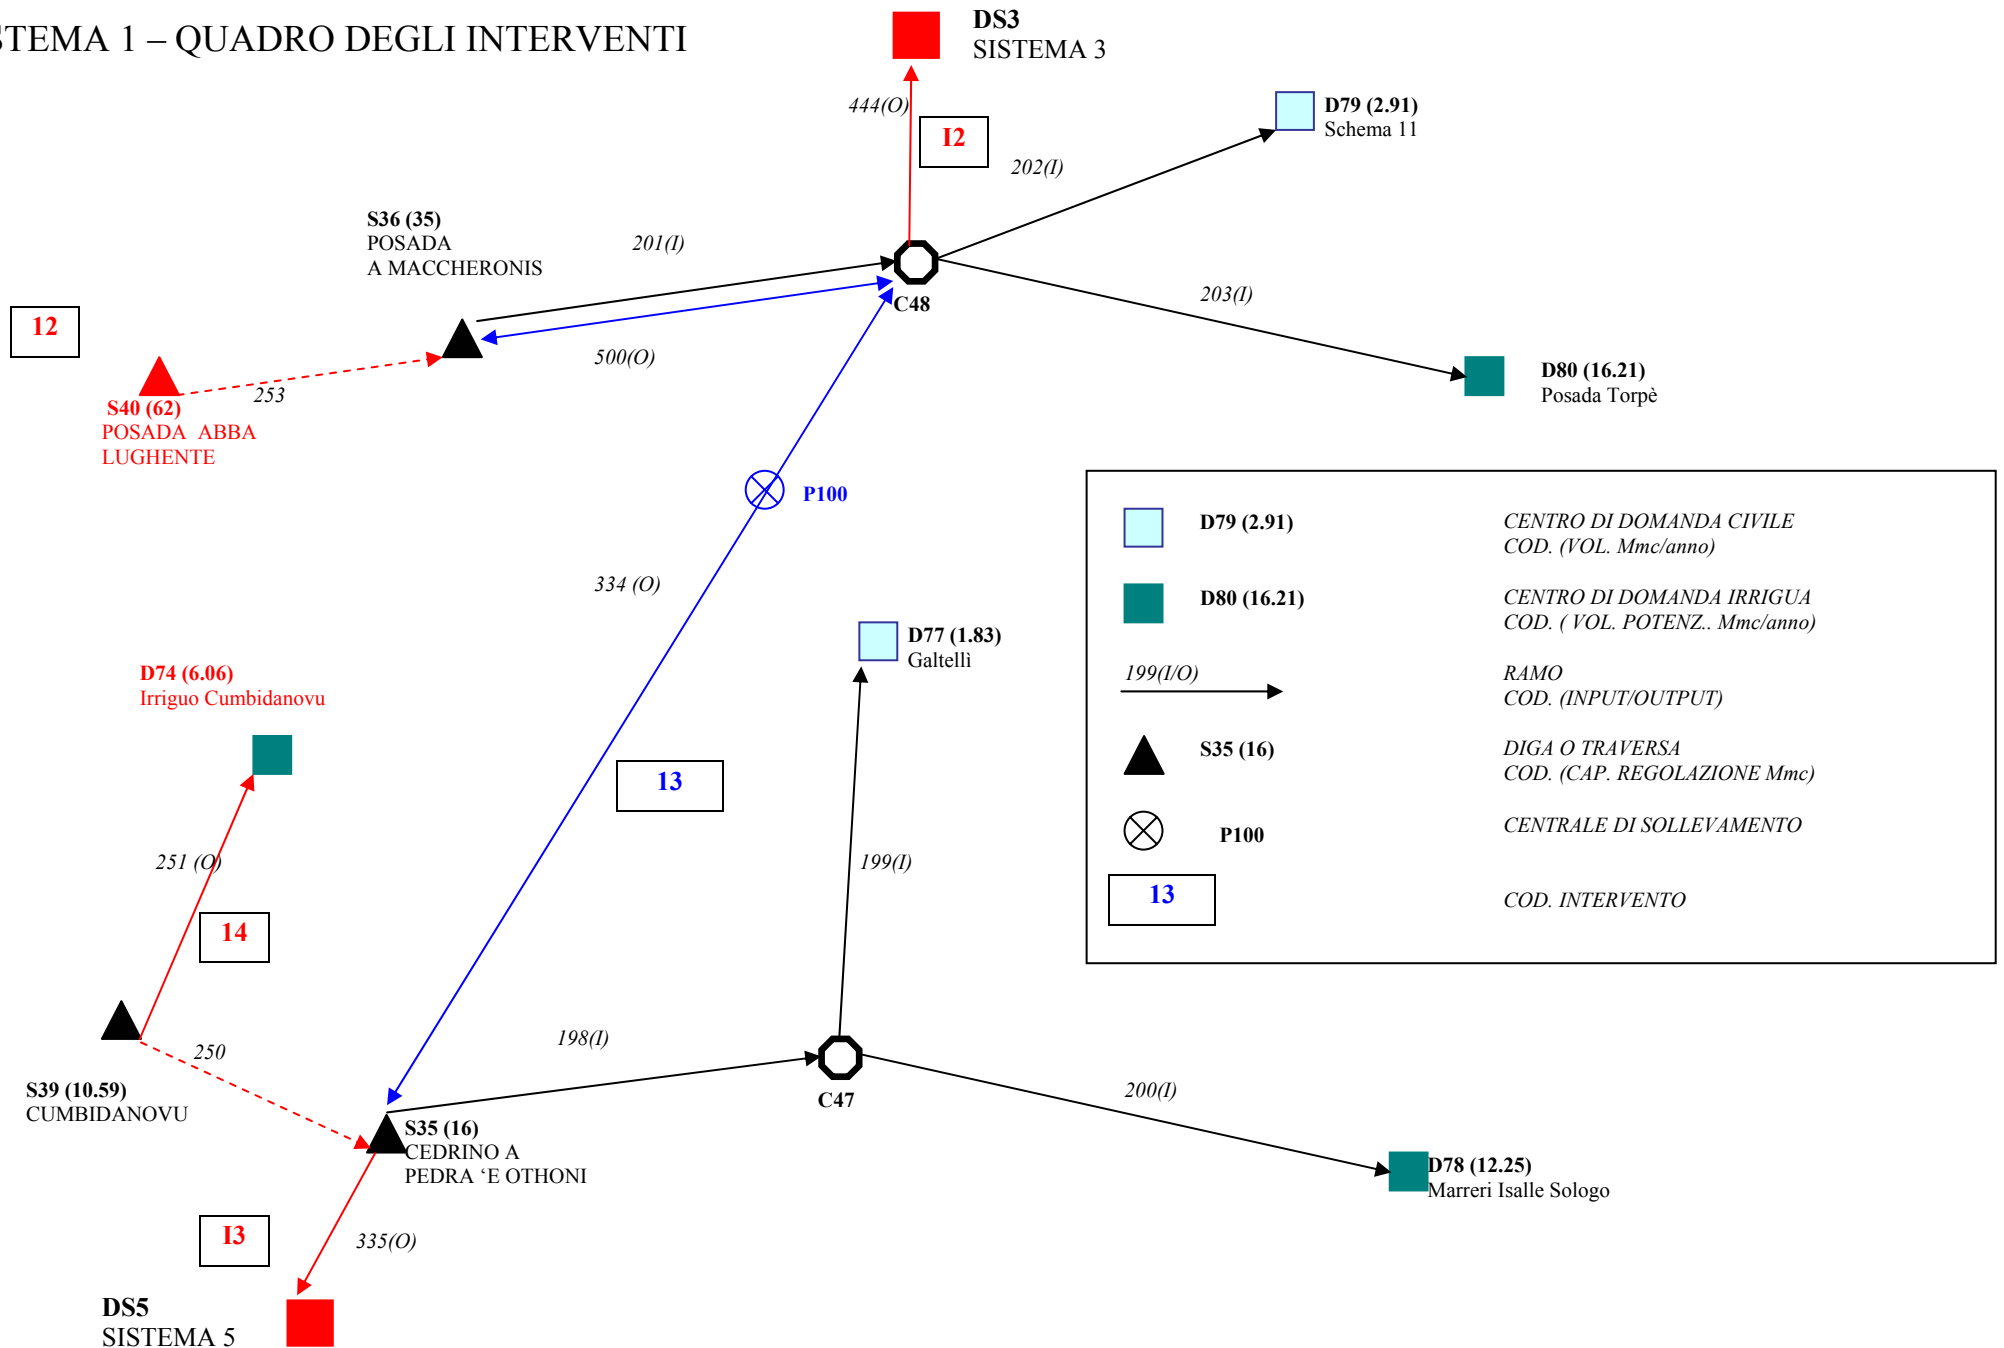 STEMA 1 – QUADRO DEGLI INTERVENTI
DS3
SISTEMA 3
444(O)
I2
D79 (2.91)
Schema 11
202(I)
S36 (35)
POSADA
A MACCHERONIS
201(I)
C48
203(I)
12
500(O)
253
S40 (62)
POSADA ABBA
LUGHENTE
D80 (16.21)
Posada Torpè
P100
334 (O)
D77 (1.83)
Galtellì
D74 (6.06)
Irriguo Cumbidanovu
13
251 (O)
199(I)
14
250
198(I)
S39 (10.59)
CUMBIDANOVU
C47
200(I)
S35 (16)
CEDRINO A
PEDRA ‘E OTHONI
D78 (12.25)
Marreri Isalle Sologo
I3
335(O)
DS5
SISTEMA 5
D79 (2.91)
CENTRO DI DOMANDA CIVILE
COD. (VOL. Mmc/anno)
D80 (16.21)
CENTRO DI DOMANDA IRRIGUA
COD. ( VOL. POTENZ.. Mmc/anno)
199(I/O)
RAMO
COD. (INPUT/OUTPUT)
S35 (16)
DIGA O TRAVERSA
COD. (CAP. REGOLAZIONE Mmc)
P100
CENTRALE DI SOLLEVAMENTO
13
COD. INTERVENTO